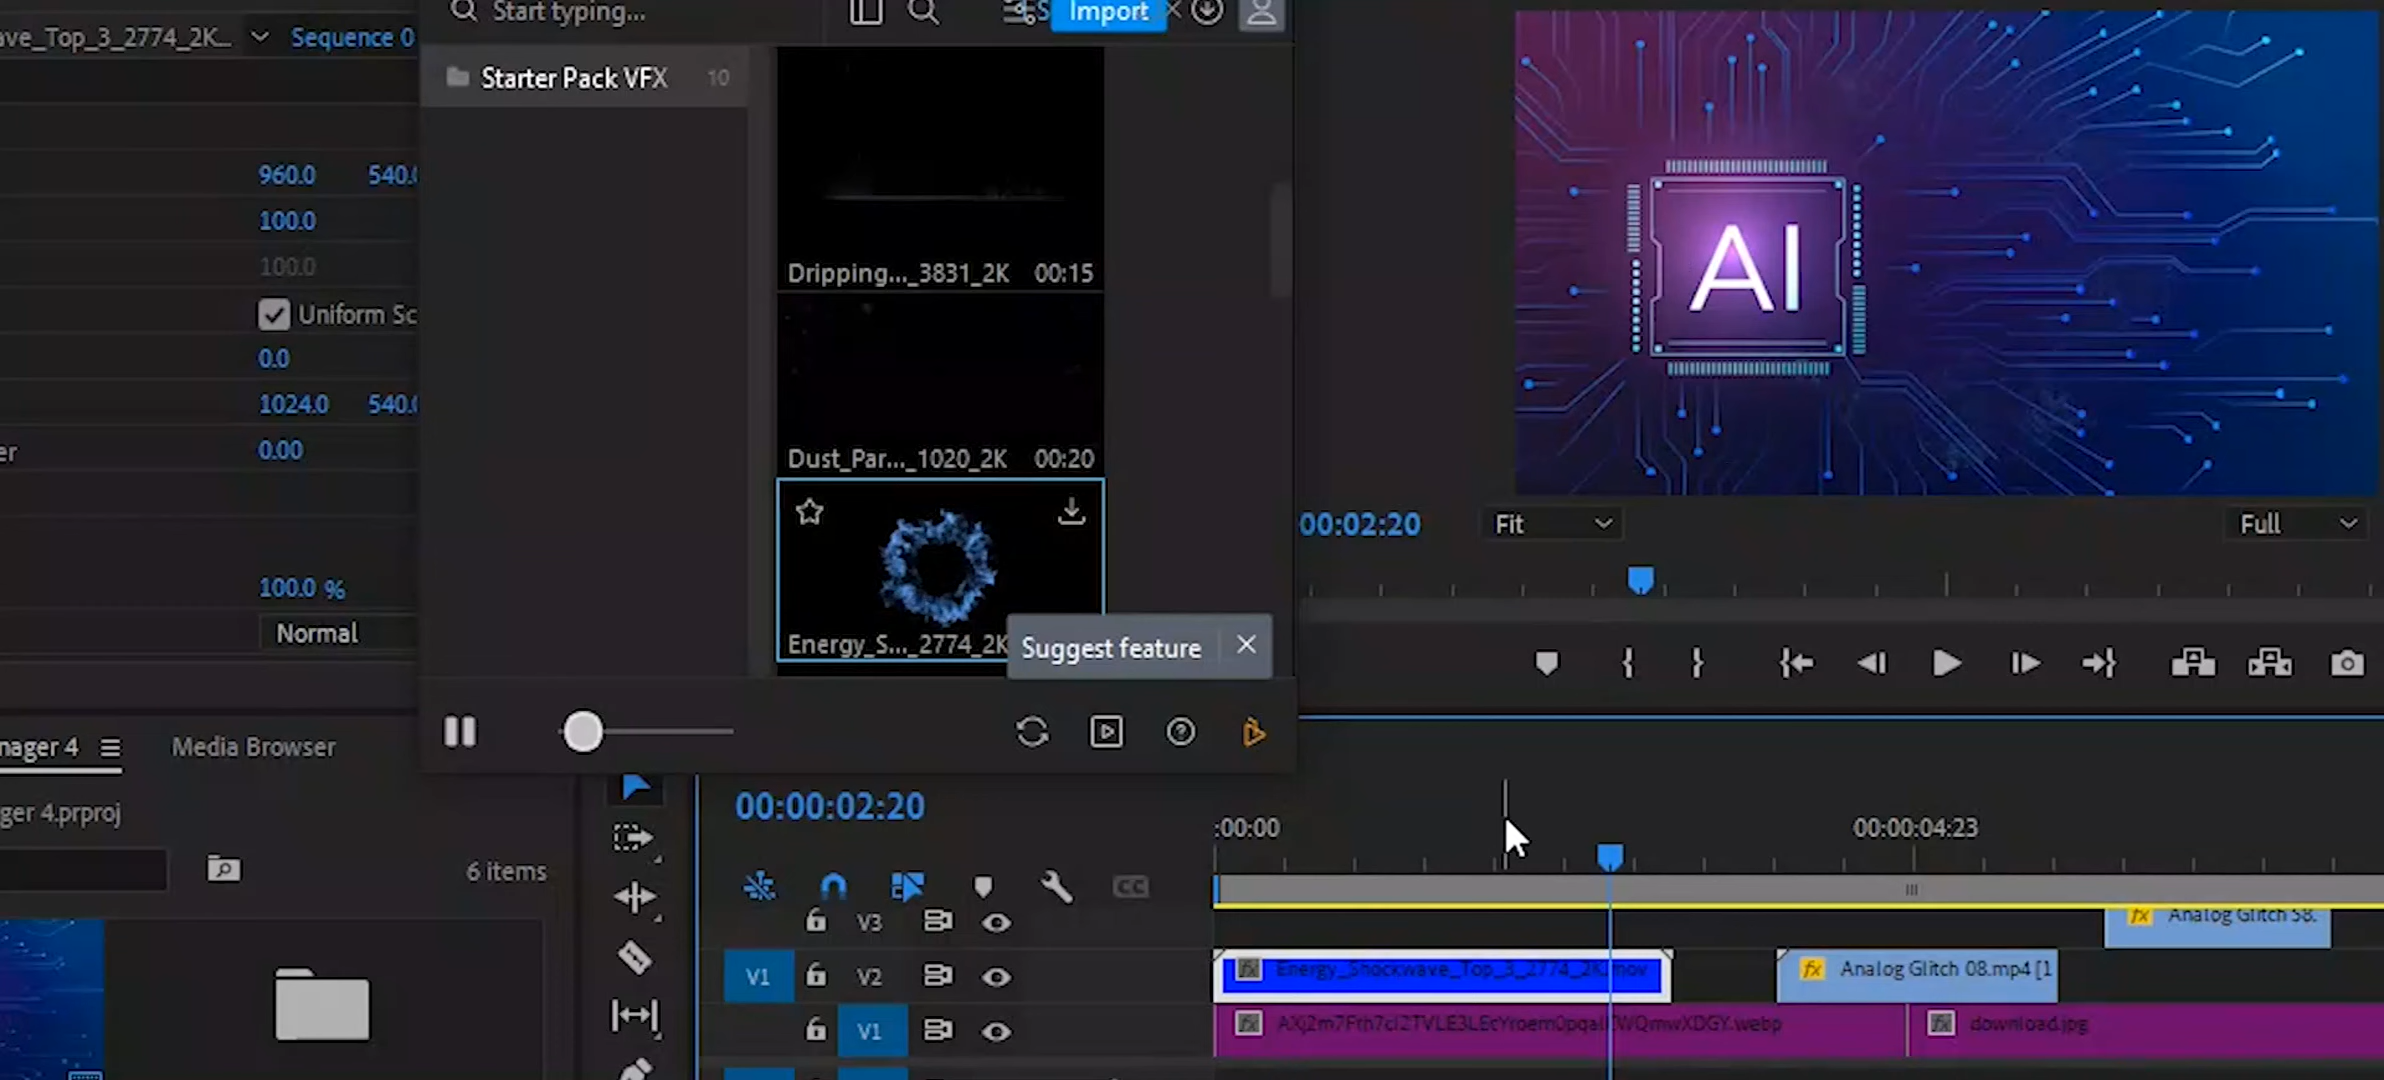 Start typing...
Import
ave_Top_3_2774_2K...
Sequence 0
Starter Pack VFX 10
960.0 540.0
100.0
100.0
Uniform Sc
0.0
1024.0 540.0
er 0.00
100.0 %
Normal
Dripping..._3831_2K 00:15
Dust_Par..._1020_2K 00:20
Energy_S..._2774_2K
Suggest feature
AI
00:02:20
Fit
Full
nager 4
Media Browser
ger 4.prproj
6 items
00:00:02:20
:00:00
00:00:04:23
CC
V3
Analog Glitch 58.
V1 V2
Energy_Shockwave_Top_3_2774_2K.mov
Analog Glitch 08.mp4 [1
V1
download.jpg